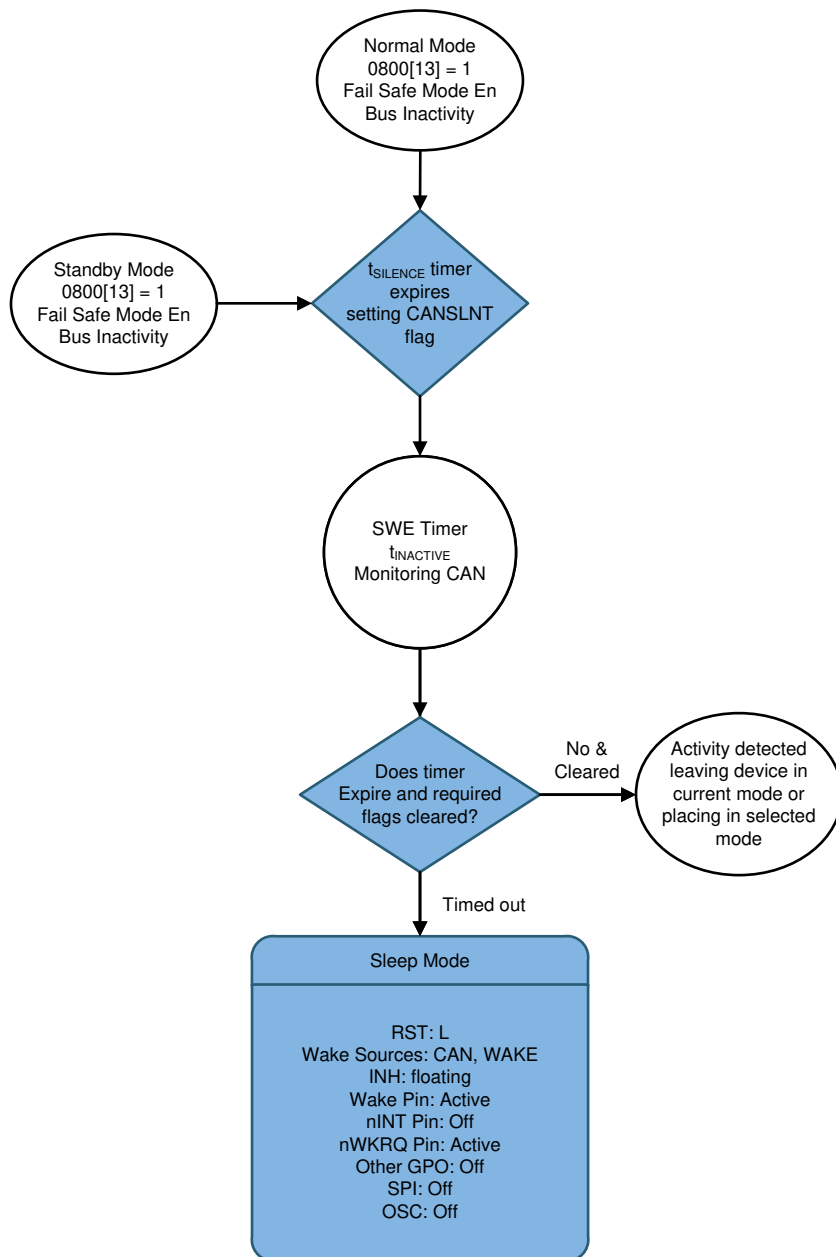 Normal Mode
0800[13] = 1
Fail Safe Mode En
Bus Inactivity
Standby Mode
0800[13] = 1
Fail Safe Mode En
Bus Inactivity
tSILENCE timer
expires
setting CANSLNT
flag
SWE Timer
tINACTIVE
Monitoring CAN
Does timer
Expire and required
flags cleared?
No &
Cleared
Activity detected
leaving device in
current mode or
placing in selected
mode
Timed out
Sleep Mode
RST: L
Wake Sources: CAN, WAKE
INH: floating
Wake Pin: Active
nINT Pin: Off
nWKRQ Pin: Active
Other GPO: Off
SPI: Off
OSC: Off